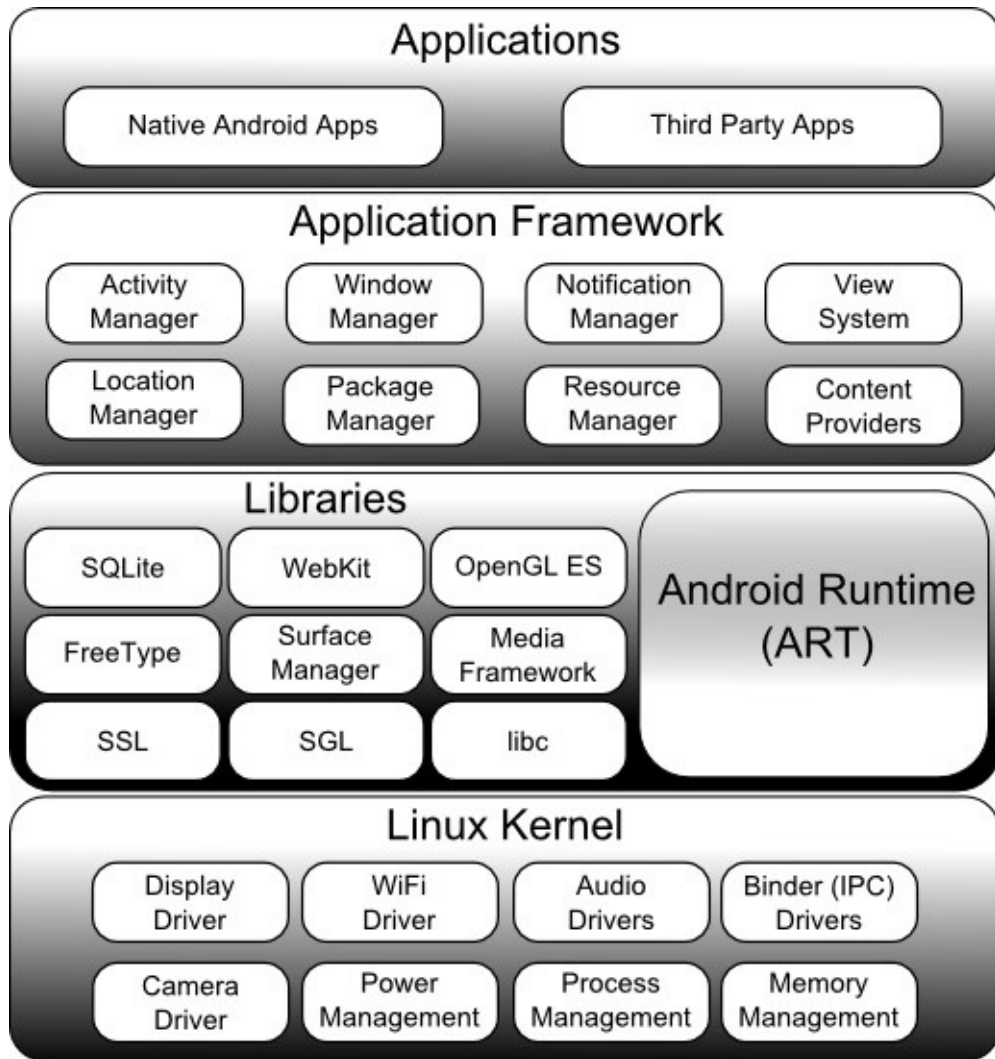 Applications
Native Android Apps
Third Party Apps
Application Framework
Activity
Manager
Window
Manager
Notification
Manager
View
System
Location
Manager
Package
Manager
Resource
Manager
Content
Providers
Libraries
SQLite
WebKit
OpenGL ES
FreeType
Surface
Manager
Media
Framework
SSL
SGL
libc
Android Runtime
(ART)
Linux Kernel
Display
Driver
WiFi
Driver
Audio
Drivers
Binder (IPC)
Drivers
Camera
Driver
Power
Management
Process
Management
Memory
Management